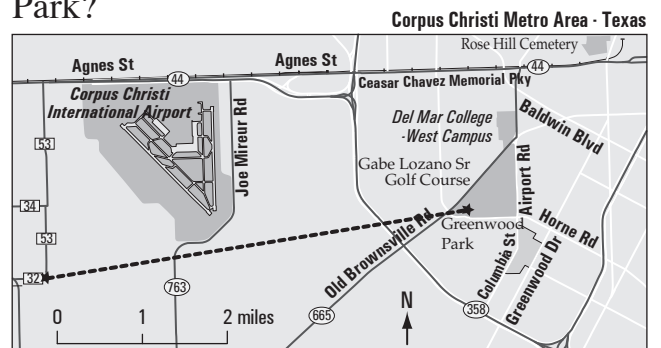 Park?
Corpus Christi Metro Area - Texas
Rose Hill Cemetery
Agnes St
Agnes St
44
44
Ceasar Chavez Memorial Pky
Corpus Christi
International Airport
Joe Mireur Rd
Del Mar College
-West Campus
Baldwin Blvd
53
Gabe Lozano Sr
Golf Course
Airport Rd
34
53
Old Brownsville Rd
Greenwood
Park
Horne Rd
Columbia St
Greenwood Dr
32
763
665
358
N
0 1 2 miles